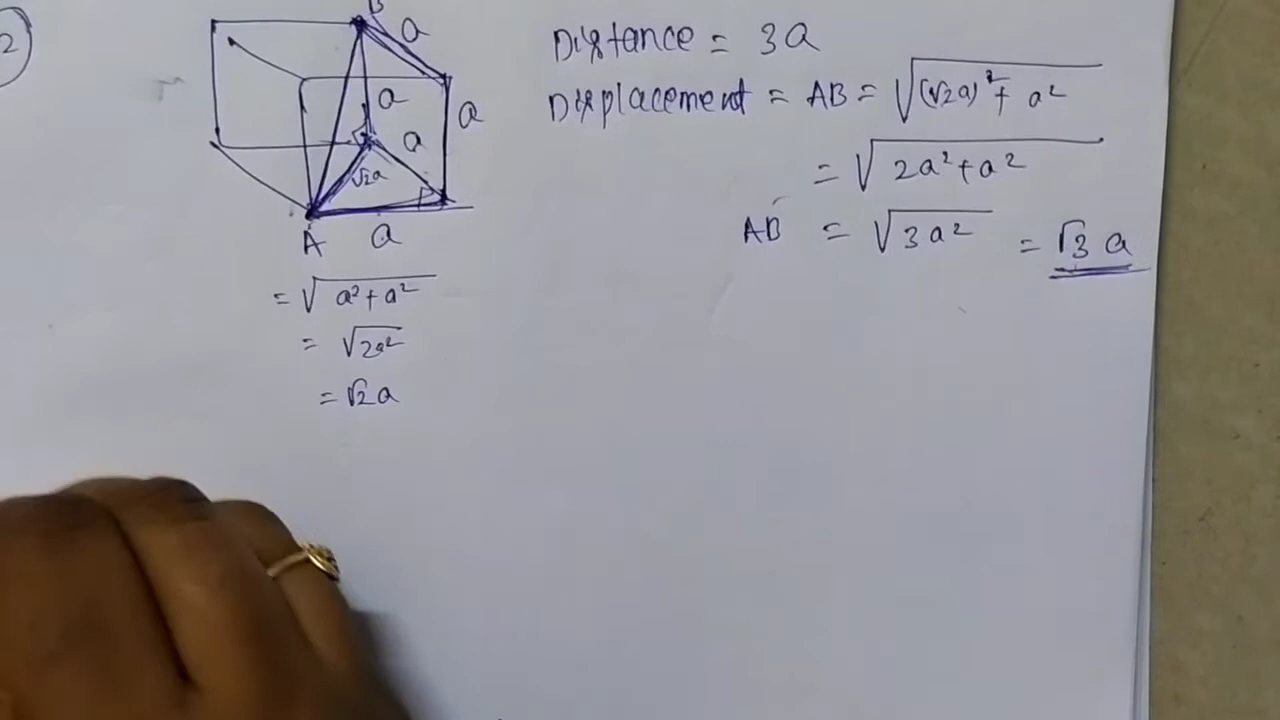 2
B
a
a
a
a
√2a
A
a
= √a²+a²
= √2a²
= √2a
Distance = 3a
Displacement = AB = √(√2a)²+ a²
= √2a²+a²
AB = √3a² = √3 a